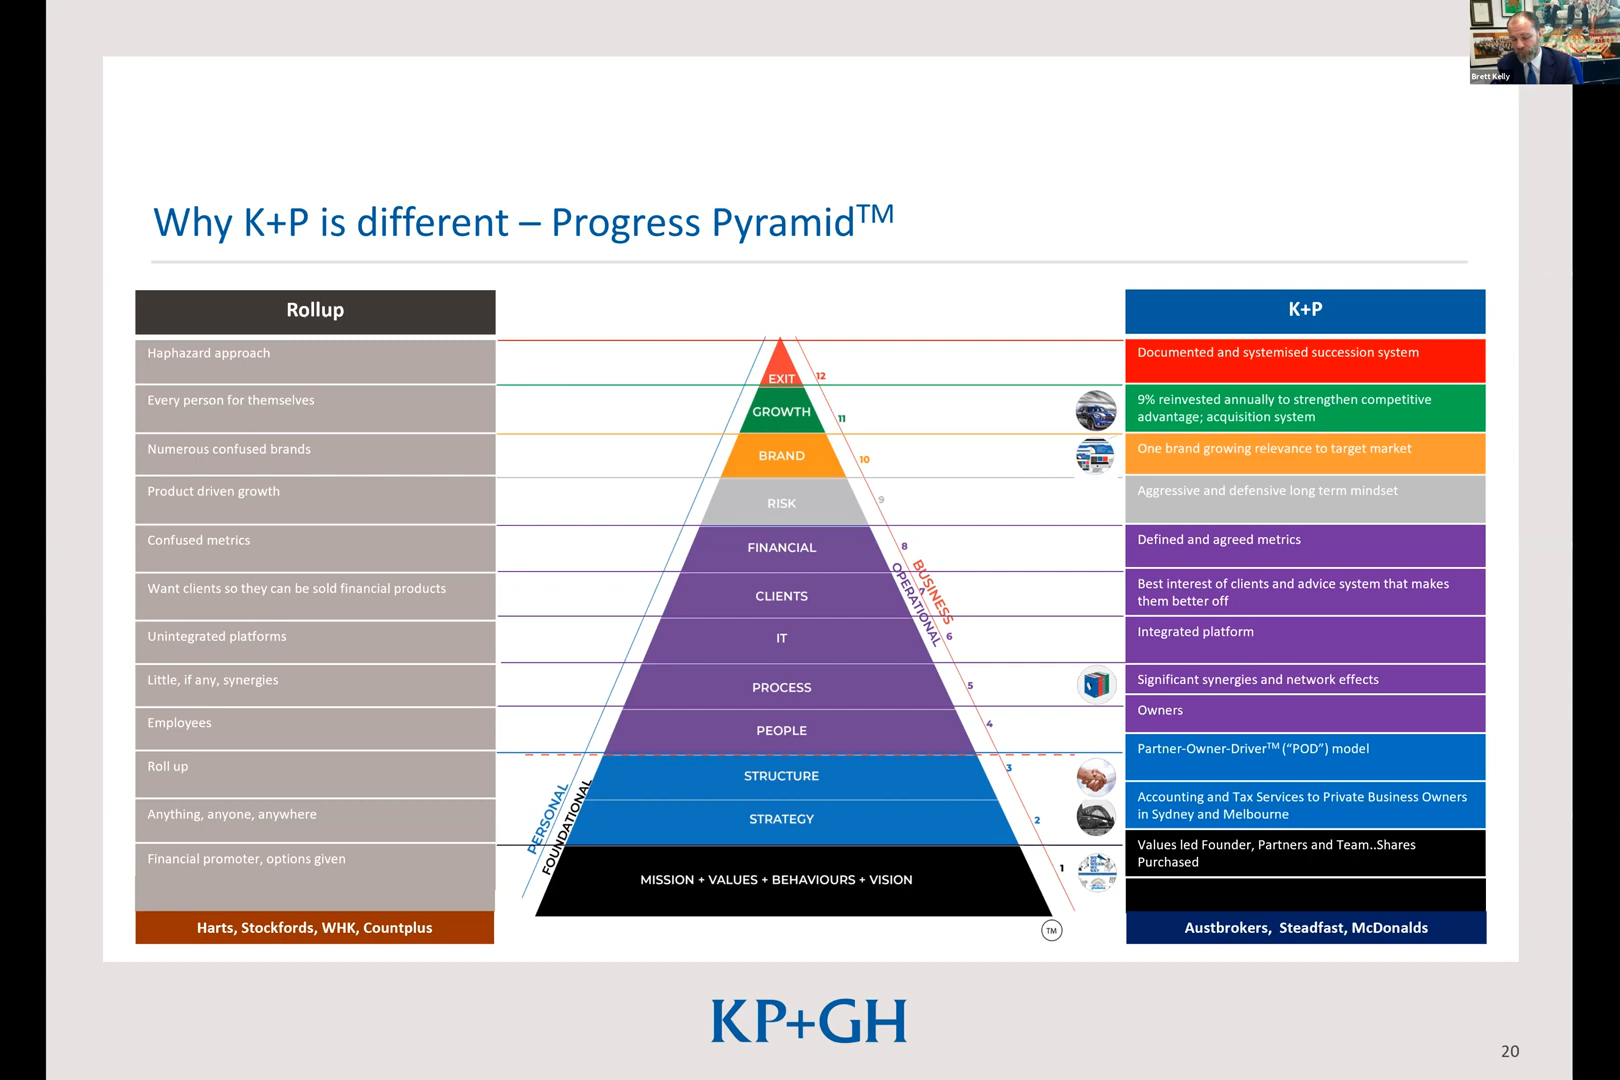 Brett Kelly
Why K+P is different – Progress Pyramid™
Rollup
Haphazard approach
Every person for themselves
Numerous confused brands
Product driven growth
Confused metrics
Want clients so they can be sold financial products
Unintegrated platforms
Little, if any, synergies
Employees
Roll up
Anything, anyone, anywhere
Financial promoter, options given
Harts, Stockfords, WHK, Countplus
EXIT
12
GROWTH
11
BRAND
10
RISK
9
FINANCIAL
8
CLIENTS
IT
6
PROCESS
5
PEOPLE
4
STRUCTURE
3
STRATEGY
2
MISSION + VALUES + BEHAVIOURS + VISION
1
BUSINESS
OPERATIONAL
PERSONAL
FOUNDATIONAL
TM
K+P
Documented and systemised succession system
9% reinvested annually to strengthen competitive
advantage; acquisition system
One brand growing relevance to target market
Aggressive and defensive long term mindset
Defined and agreed metrics
Best interest of clients and advice system that makes
them better off
Integrated platform
Significant synergies and network effects
Owners
Partner-Owner-Driver™ (“POD”) model
Accounting and Tax Services to Private Business Owners
in Sydney and Melbourne
Values led Founder, Partners and Team..Shares
Purchased
Austbrokers, Steadfast, McDonalds
KP+GH
20